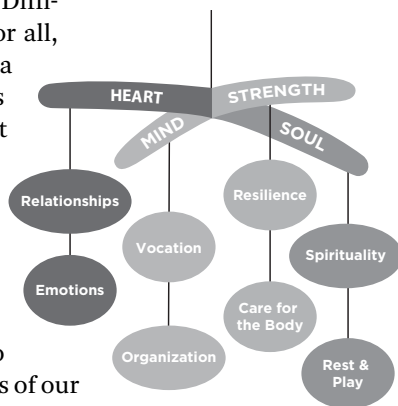 or all,
a
s
t
HEART
STRENGTH
MIND
SOUL
Relationships
Resilience
Vocation
Spirituality
Emotions
Care for
the Body
Organization
Rest &
Play
o
s of our